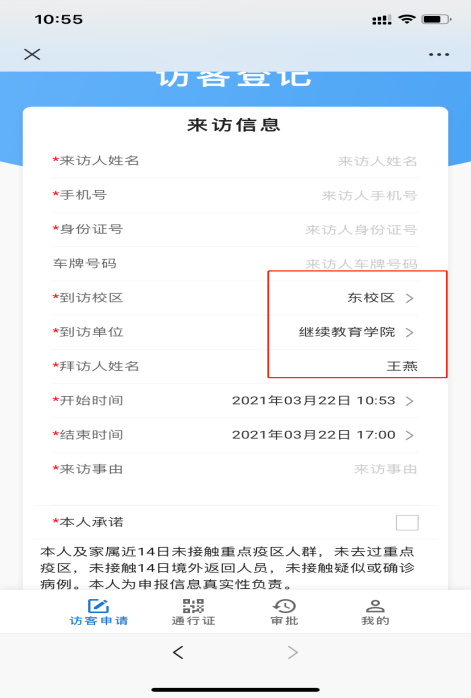 10:55
访客登记
来访信息
*来访人姓名 来访人姓名
*手机号 来访人手机号
*身份证号 来访人身份证号
车牌号码 来访人车牌号码
*到访校区 东校区 >
*到访单位 继续教育学院 >
*拜访人姓名 王燕
*开始时间 2021年03月22日 10:53 >
*结束时间 2021年03月22日 17:00 >
*来访事由 来访事由
*本人承诺
本人及家属近14日未接触重点疫区人群，未去过重点
疫区，未接触14日境外返回人员，未接触疑似或确诊
病例。本人为申报信息真实性负责。
访客申请 通行证 审批 我的